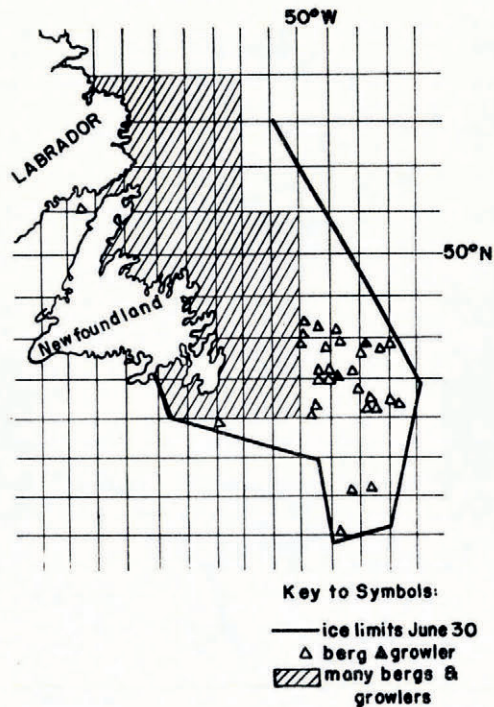 50°W
LABRADOR
50°N
Newfoundland
Key to Symbols:
ice limits June 30
berg growler
many bergs &
growlers